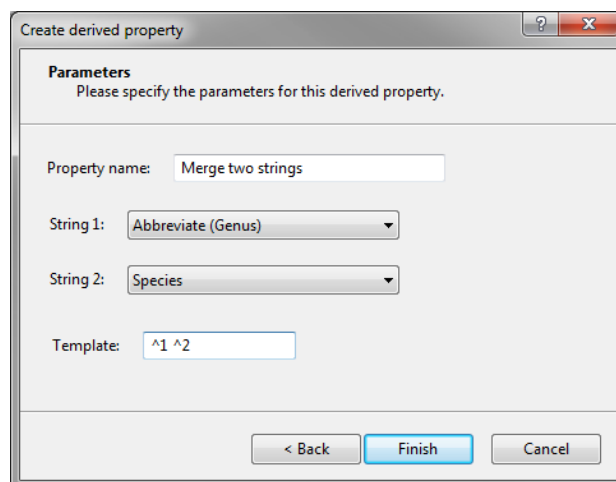 Create derived property
?
X
Parameters
Please specify the parameters for this derived property.
Property name: Merge two strings
String 1: Abbreviate (Genus)
String 2: Species
Template: ^1 ^2
< Back Finish Cancel